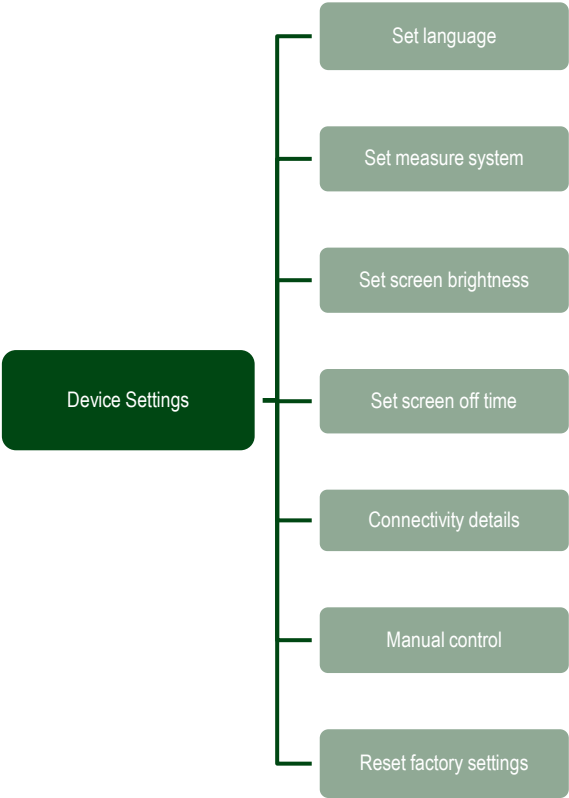 Set language
Set measure system
Set screen brightness
Device Settings
Set screen off time
Connectivity details
Manual control
Reset factory settings